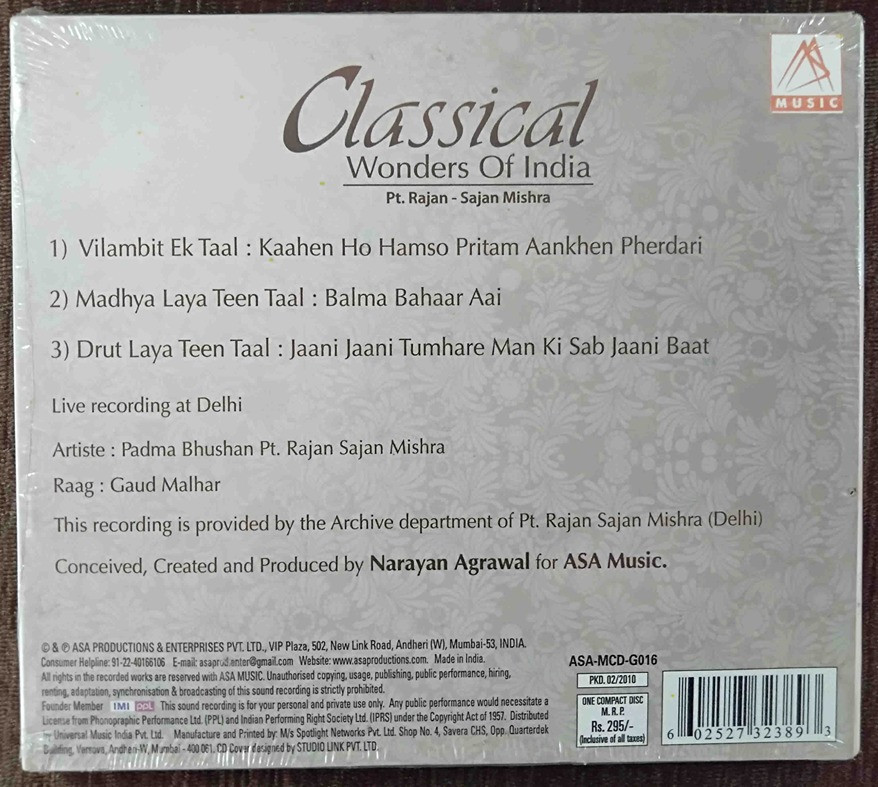 Classical
Wonders Of India
Pt. Rajan - Sajan Mishra
MUSIC
1) Vilambit Ek Taal : Kaahen Ho Hamso Pritam Aankhen Pherdari
2) Madhya Laya Teen Taal : Balma Bahaar Aai
3) Drut Laya Teen Taal : Jaani Jaani Tumhare Man Ki Sab Jaani Baat
Live recording at Delhi
Artiste : Padma Bhushan Pt. Rajan Sajan Mishra
Raag : Gaud Malhar
This recording is provided by the Archive department of Pt. Rajan Sajan Mishra (Delhi)
Conceived, Created and Produced by Narayan Agrawal for ASA Music.
© & ℗ ASA PRODUCTIONS & ENTERPRISES PVT. LTD., VIP Plaza, 502, New Link Road, Andheri (W), Mumbai-53, INDIA.
Consumer Helpline: 91-22-40166106 E-mail: asaprod.enter@gmail.com Website: www.asaproductions.com. Made in India.
All rights in the recorded works are reserved with ASA MUSIC. Unauthorised copying, usage, publishing, public performance, hiring,
renting, adaptation, synchronisation & broadcasting of this sound recording is strictly prohibited.
Founder Member IMI ppl This sound recording is for your personal and private use only. Any public performance would necessitate a
License from Phonographic Performance Ltd. (PPL) and Indian Performing Right Society Ltd. (IPRS) under the Copyright Act of 1957. Distributed
by Universal Music India Pvt. Ltd. Manufacture and Printed by: M/s Spotlight Networks Pvt. Ltd. Shop No. 4, Savera CHS, Opp. Quarterdek
Building, Versova, Andheri-W, Mumbai - 400 061. CD Cover designed by STUDIO LINK PVT. LTD.
ASA-MCD-G016
PKD. 02/2010
ONE COMPACT DISC
M. R. P.
Rs. 295/-
(Inclusive of all taxes)
6 02527 32389 3